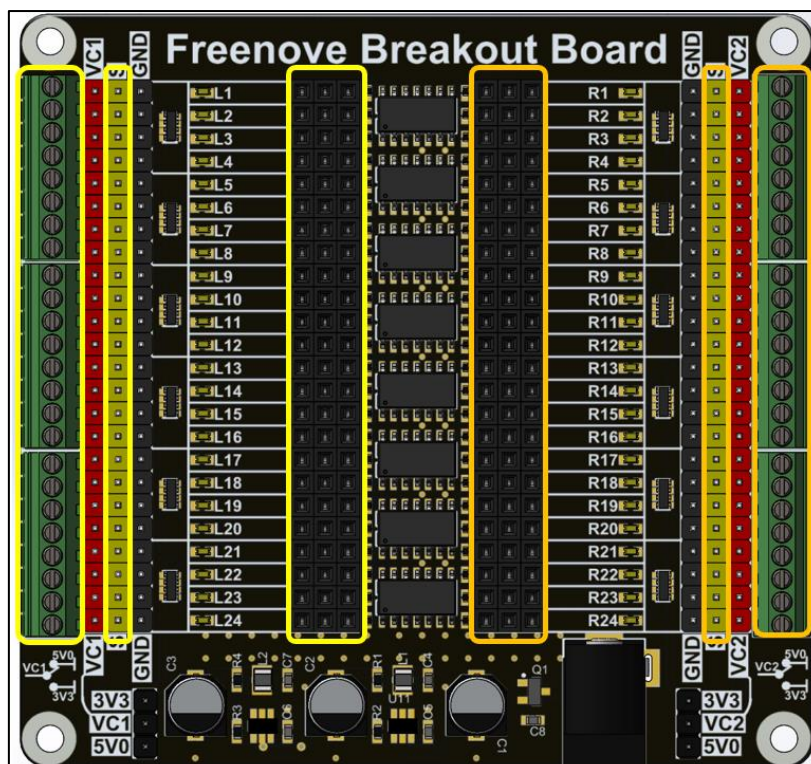 Freenove Breakout Board
VC1 S GND
GND S VC2
L1 R1
L2 R2
L3 R3
L4 R4
L5 R5
L6 R6
L7 R7
L8 R8
L9 R9
L10 R10
L11 R11
L12 R12
L13 R13
L14 R14
L15 R15
L16 R16
L17 R17
L18 R18
L19 R19
L20 R20
L21 R21
L22 R22
L23 R23
L24 R24
VC1 S GND
GND S VC2
5V0
VC1
3V3
C3 R4 L2 C7 C2 R1 L1 C4 Q1
5V0
VC2
3V3
R3 C6 R2 U11 C5 C1 C8
3V3
VC1
5V0
3V3
VC2
5V0